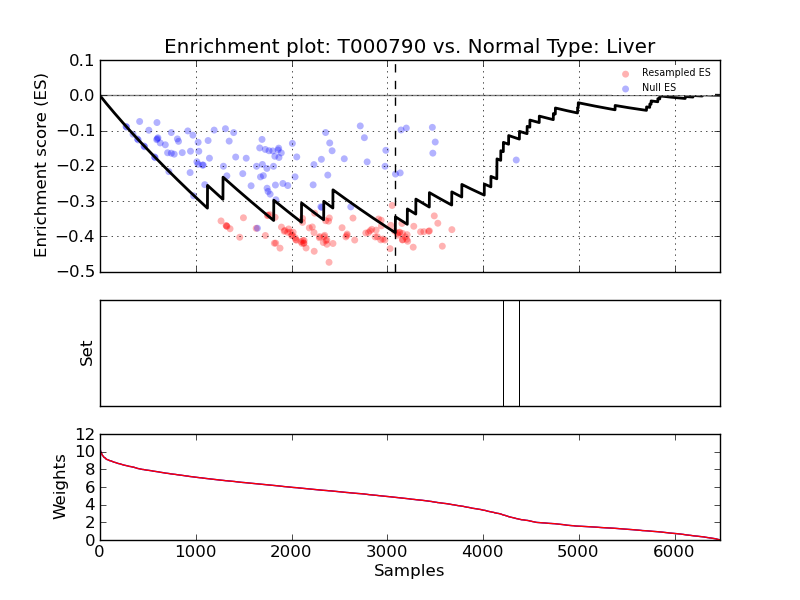 Enrichment plot: T000790 vs. Normal Type: Liver
Enrichment score (ES)
0.1
0.0
−0.1
−0.2
−0.3
−0.4
−0.5
Resampled ES
Null ES
Set
Weights
12
10
8
6
4
2
0
0 1000 2000 3000 4000 5000 6000
Samples